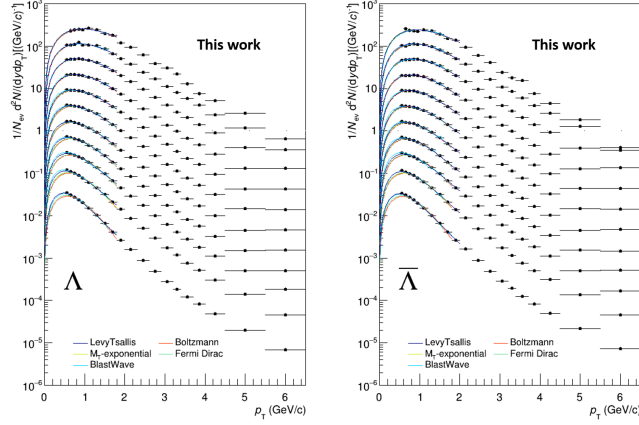 1/N_ev d²N/(dydp_T)[(GeV/c)⁻¹]
10³
10²
10
1
10⁻¹
10⁻²
10⁻³
10⁻⁴
10⁻⁵
10⁻⁶
This work
Λ
LevyTsallis
M_T-exponential
BlastWave
Boltzmann
Fermi Dirac
0 1 2 3 4 5 6
p_T (GeV/c)
1/N_ev d²N/(dydp_T)[(GeV/c)⁻¹]
10³
10²
10
1
10⁻¹
10⁻²
10⁻³
10⁻⁴
10⁻⁵
10⁻⁶
This work
Λ̅
LevyTsallis
M_T-exponential
BlastWave
Boltzmann
Fermi Dirac
0 1 2 3 4 5 6
p_T (GeV/c)